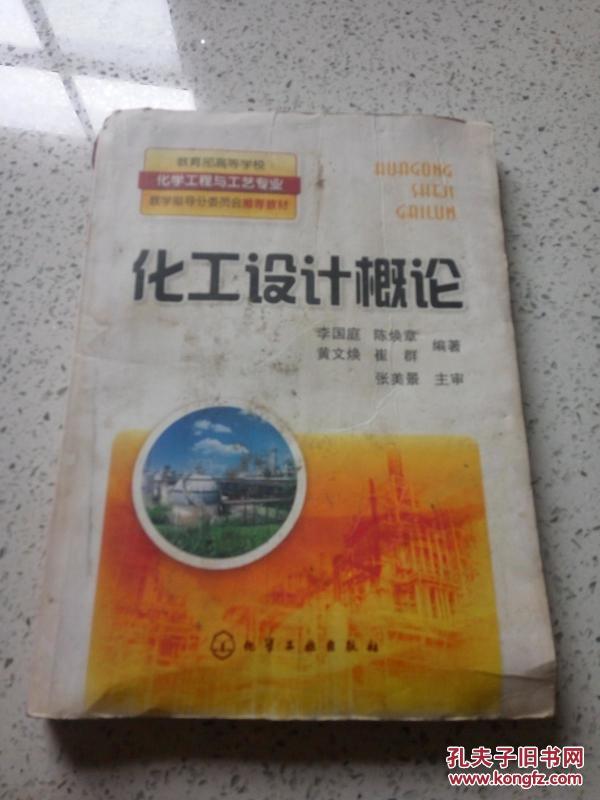 教育部高等学校
化学工程与工艺专业
教学指导分委员会推荐教材
HUAGONG
SHEJI
GAILUN
化工设计概论
李国庭 陈焕章 编著
黄文焕 崔群
张美景 主审
化学工业出版社
孔夫子旧书网
www.kongfz.com